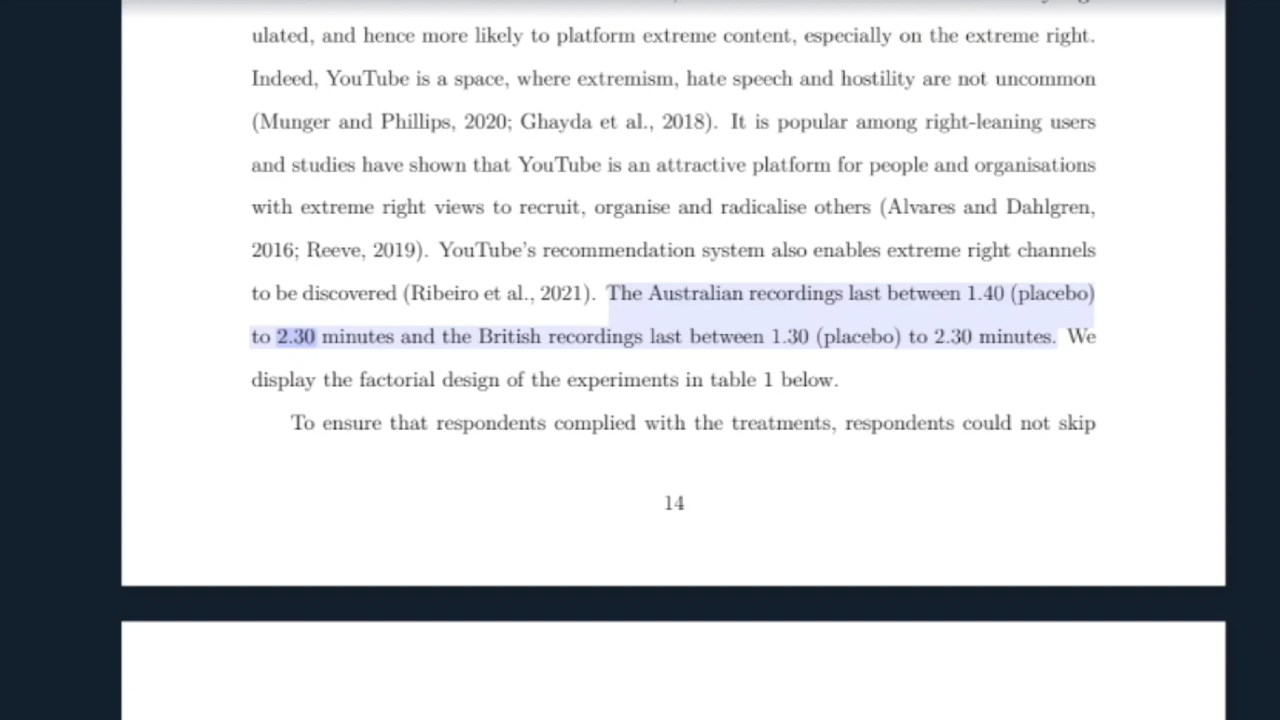 ulated, and hence more likely to platform extreme content, especially on the extreme right.
Indeed, YouTube is a space, where extremism, hate speech and hostility are not uncommon
(Munger and Phillips, 2020; Ghayda et al., 2018). It is popular among right-leaning users
and studies have shown that YouTube is an attractive platform for people and organisations
with extreme right views to recruit, organise and radicalise others (Alvares and Dahlgren,
2016; Reeve, 2019). YouTube's recommendation system also enables extreme right channels
to be discovered (Ribeiro et al., 2021). The Australian recordings last between 1.40 (placebo)
to 2.30 minutes and the British recordings last between 1.30 (placebo) to 2.30 minutes. We
display the factorial design of the experiments in table 1 below.
To ensure that respondents complied with the treatments, respondents could not skip
14